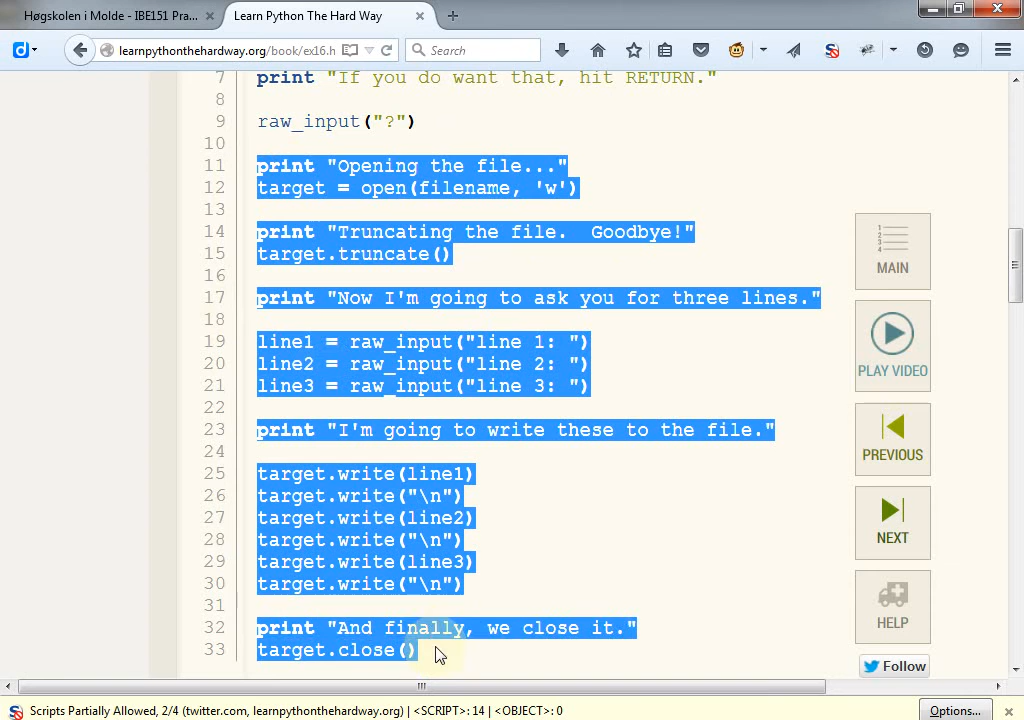 Høgskolen i Molde - IBE151 Pra...
Learn Python The Hard Way
learnpythonthehardway.org/book/ex16.h
Search
7 print "If you do want that, hit RETURN."
8
9 raw_input("?")
10
11 print "Opening the file..."
12 target = open(filename, 'w')
13
14 print "Truncating the file.  Goodbye!"
15 target.truncate()
16
17 print "Now I'm going to ask you for three lines."
18
19 line1 = raw_input("line 1: ")
20 line2 = raw_input("line 2: ")
21 line3 = raw_input("line 3: ")
22
23 print "I'm going to write these to the file."
24
25 target.write(line1)
26 target.write("\n")
27 target.write(line2)
28 target.write("\n")
29 target.write(line3)
30 target.write("\n")
31
32 print "And finally, we close it."
33 target.close()
MAIN
PLAY VIDEO
PREVIOUS
NEXT
HELP
Follow
Scripts Partially Allowed, 2/4 (twitter.com, learnpythonthehardway.org) | <SCRIPT>: 14 | <OBJECT>: 0
Options...